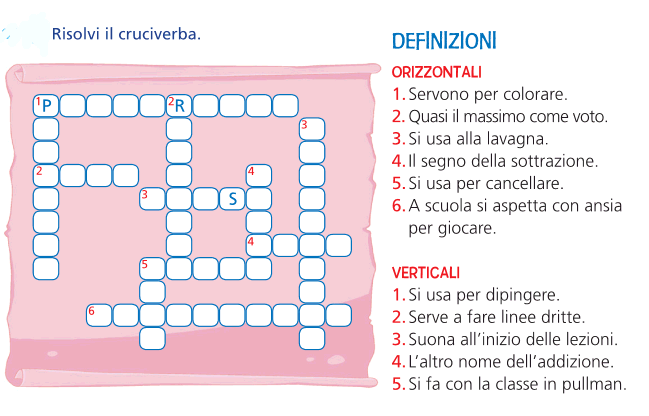 Risolvi il cruciverba.
1 P 2 R
3
2 4
3 S
4
5
6
DEFINIZIONI
ORIZZONTALI
1. Servono per colorare.
2. Quasi il massimo come voto.
3. Si usa alla lavagna.
4. Il segno della sottrazione.
5. Si usa per cancellare.
6. A scuola si aspetta con ansia
per giocare.
VERTICALI
1. Si usa per dipingere.
2. Serve a fare linee dritte.
3. Suona all'inizio delle lezioni.
4. L'altro nome dell'addizione.
5. Si fa con la classe in pullman.